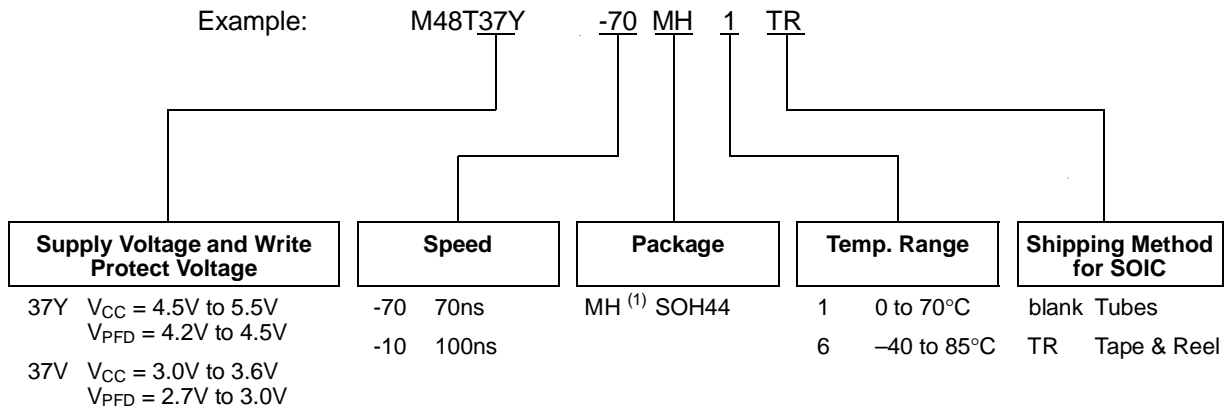 Example: M48T37Y -70 MH 1 TR
Supply Voltage and Write
Protect Voltage
37Y VCC = 4.5V to 5.5V
VPFD = 4.2V to 4.5V
37V VCC = 3.0V to 3.6V
VPFD = 2.7V to 3.0V
Speed
-70 70ns
-10 100ns
Package
MH (1) SOH44
Temp. Range
1 0 to 70°C
6 –40 to 85°C
Shipping Method
for SOIC
blank Tubes
TR Tape & Reel